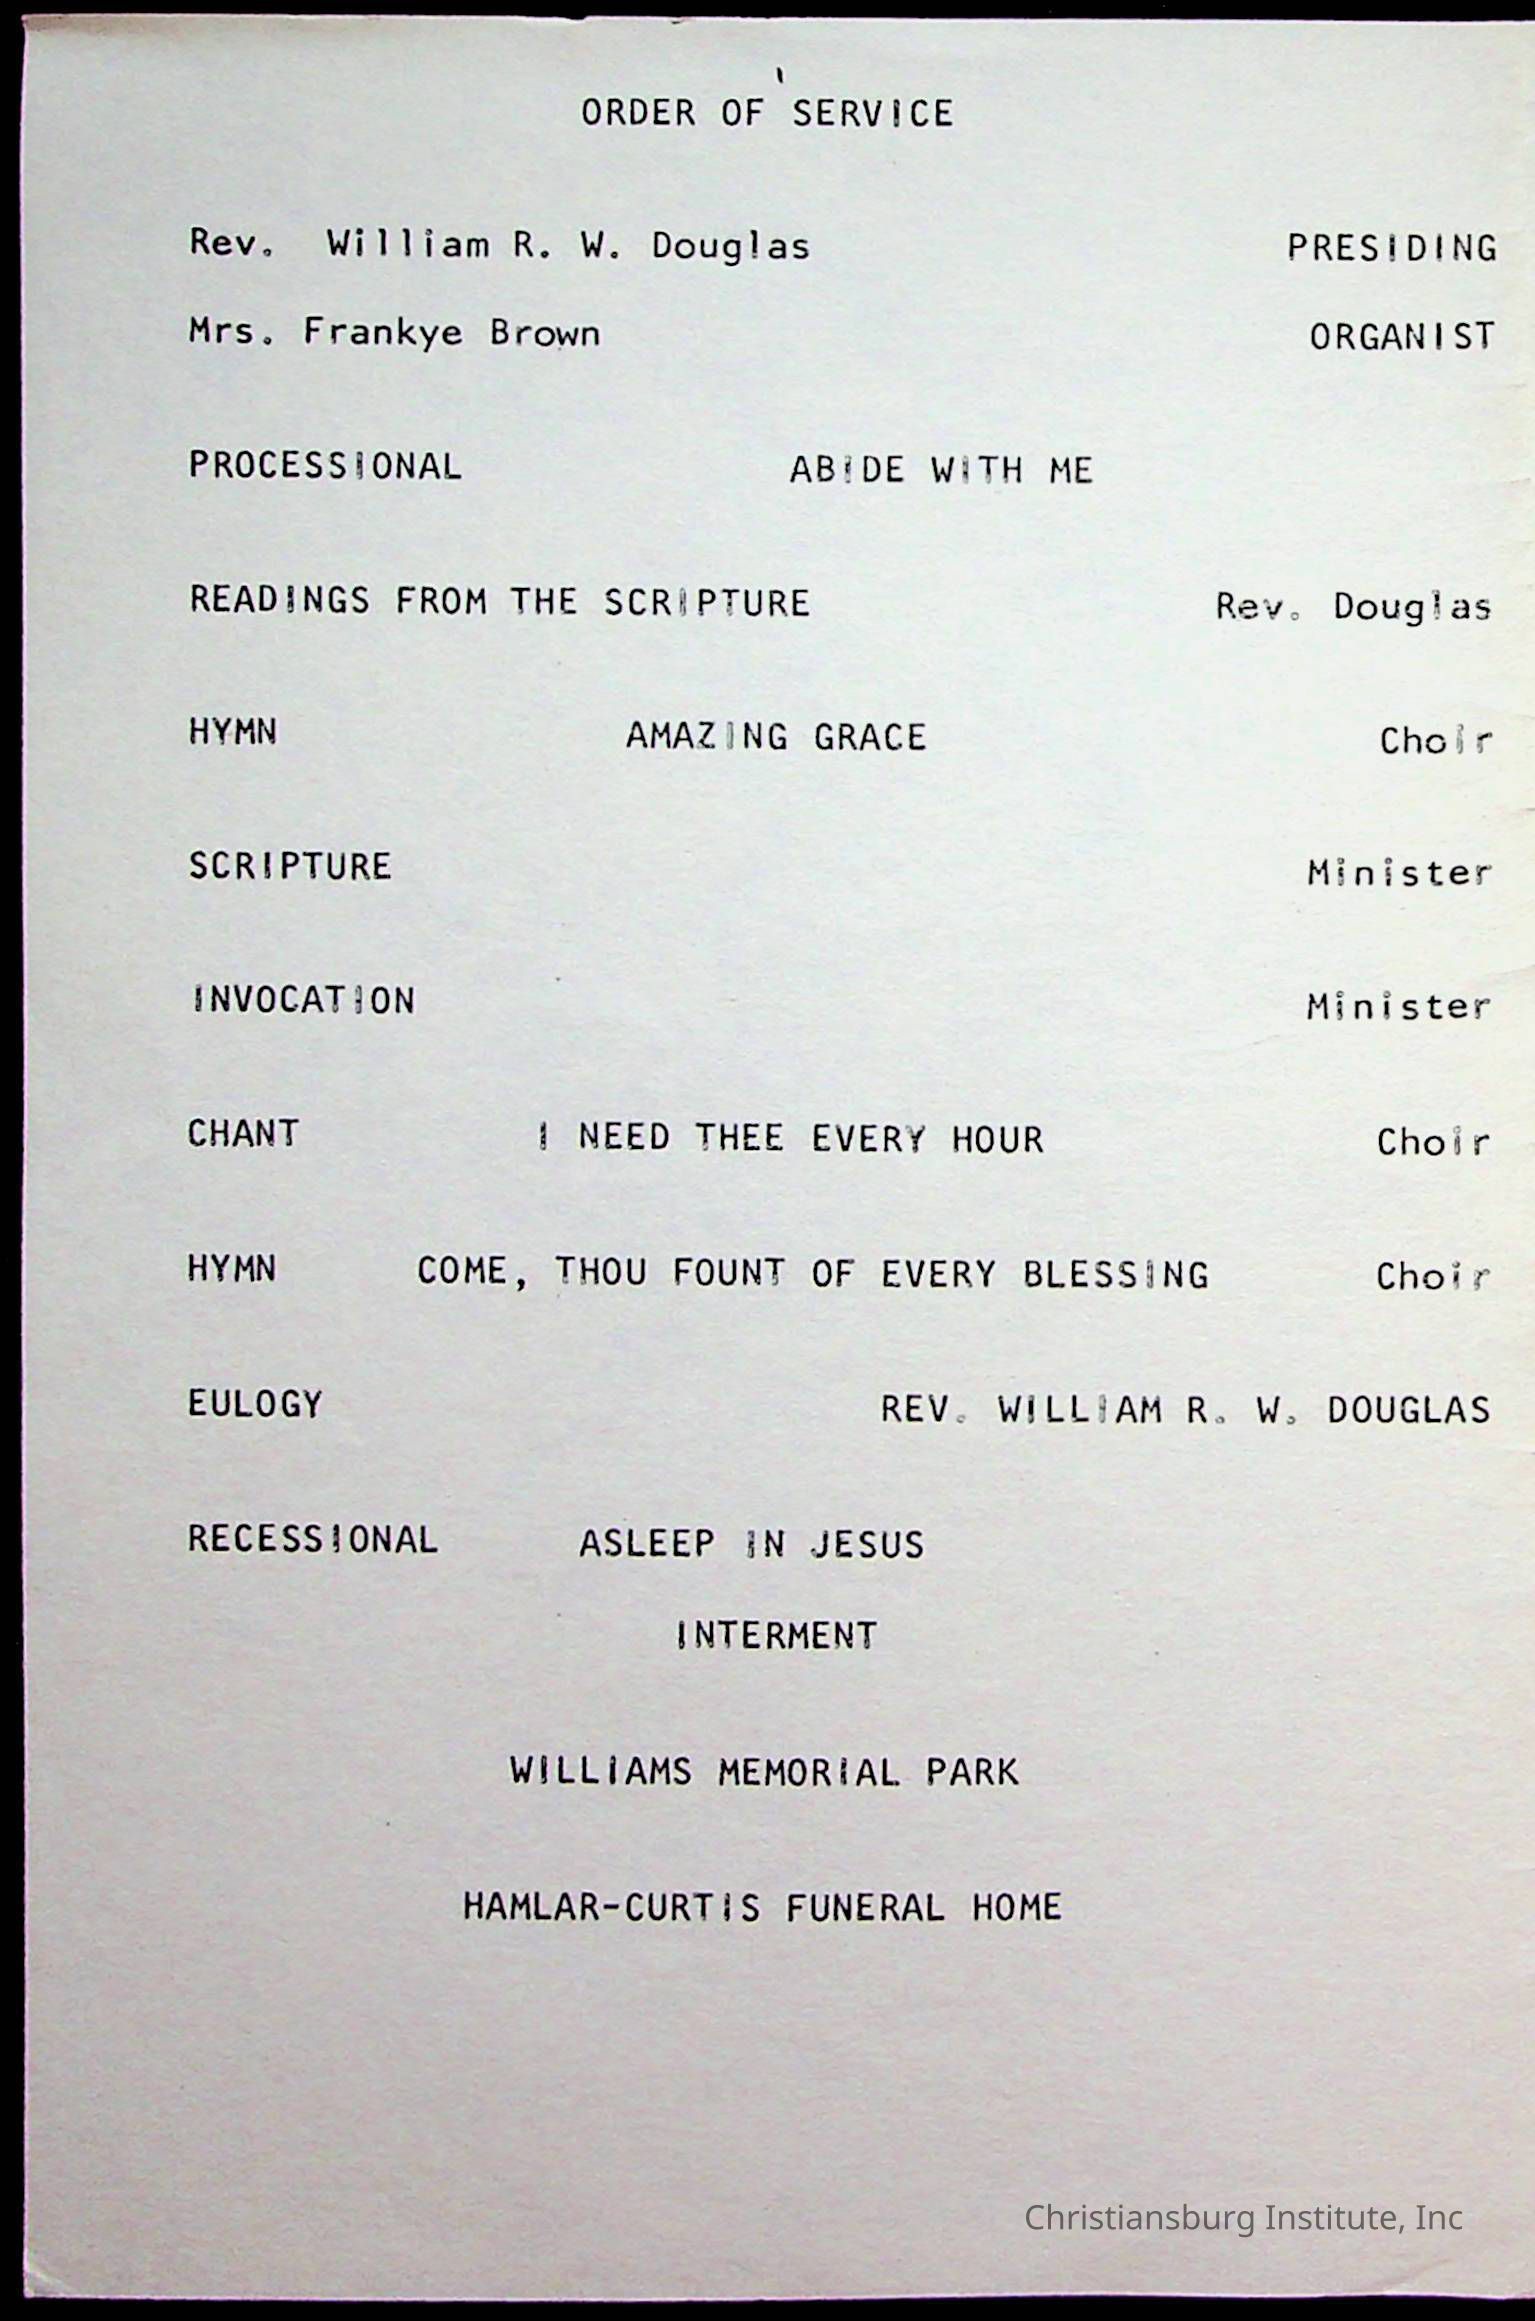 ORDER OF SERVICE
Rev. William R. W. Douglas PRESIDING
Mrs. Frankye Brown ORGANIST
PROCESSIONAL ABIDE WITH ME
READINGS FROM THE SCRIPTURE Rev. Douglas
HYMN AMAZING GRACE Choir
SCRIPTURE Minister
INVOCATION Minister
CHANT I NEED THEE EVERY HOUR Choir
HYMN COME, THOU FOUNT OF EVERY BLESSING Choir
EULOGY REV. WILLIAM R. W. DOUGLAS
RECESSIONAL ASLEEP IN JESUS
INTERMENT
WILLIAMS MEMORIAL PARK
HAMLAR-CURTIS FUNERAL HOME
Christiansburg Institute, Inc